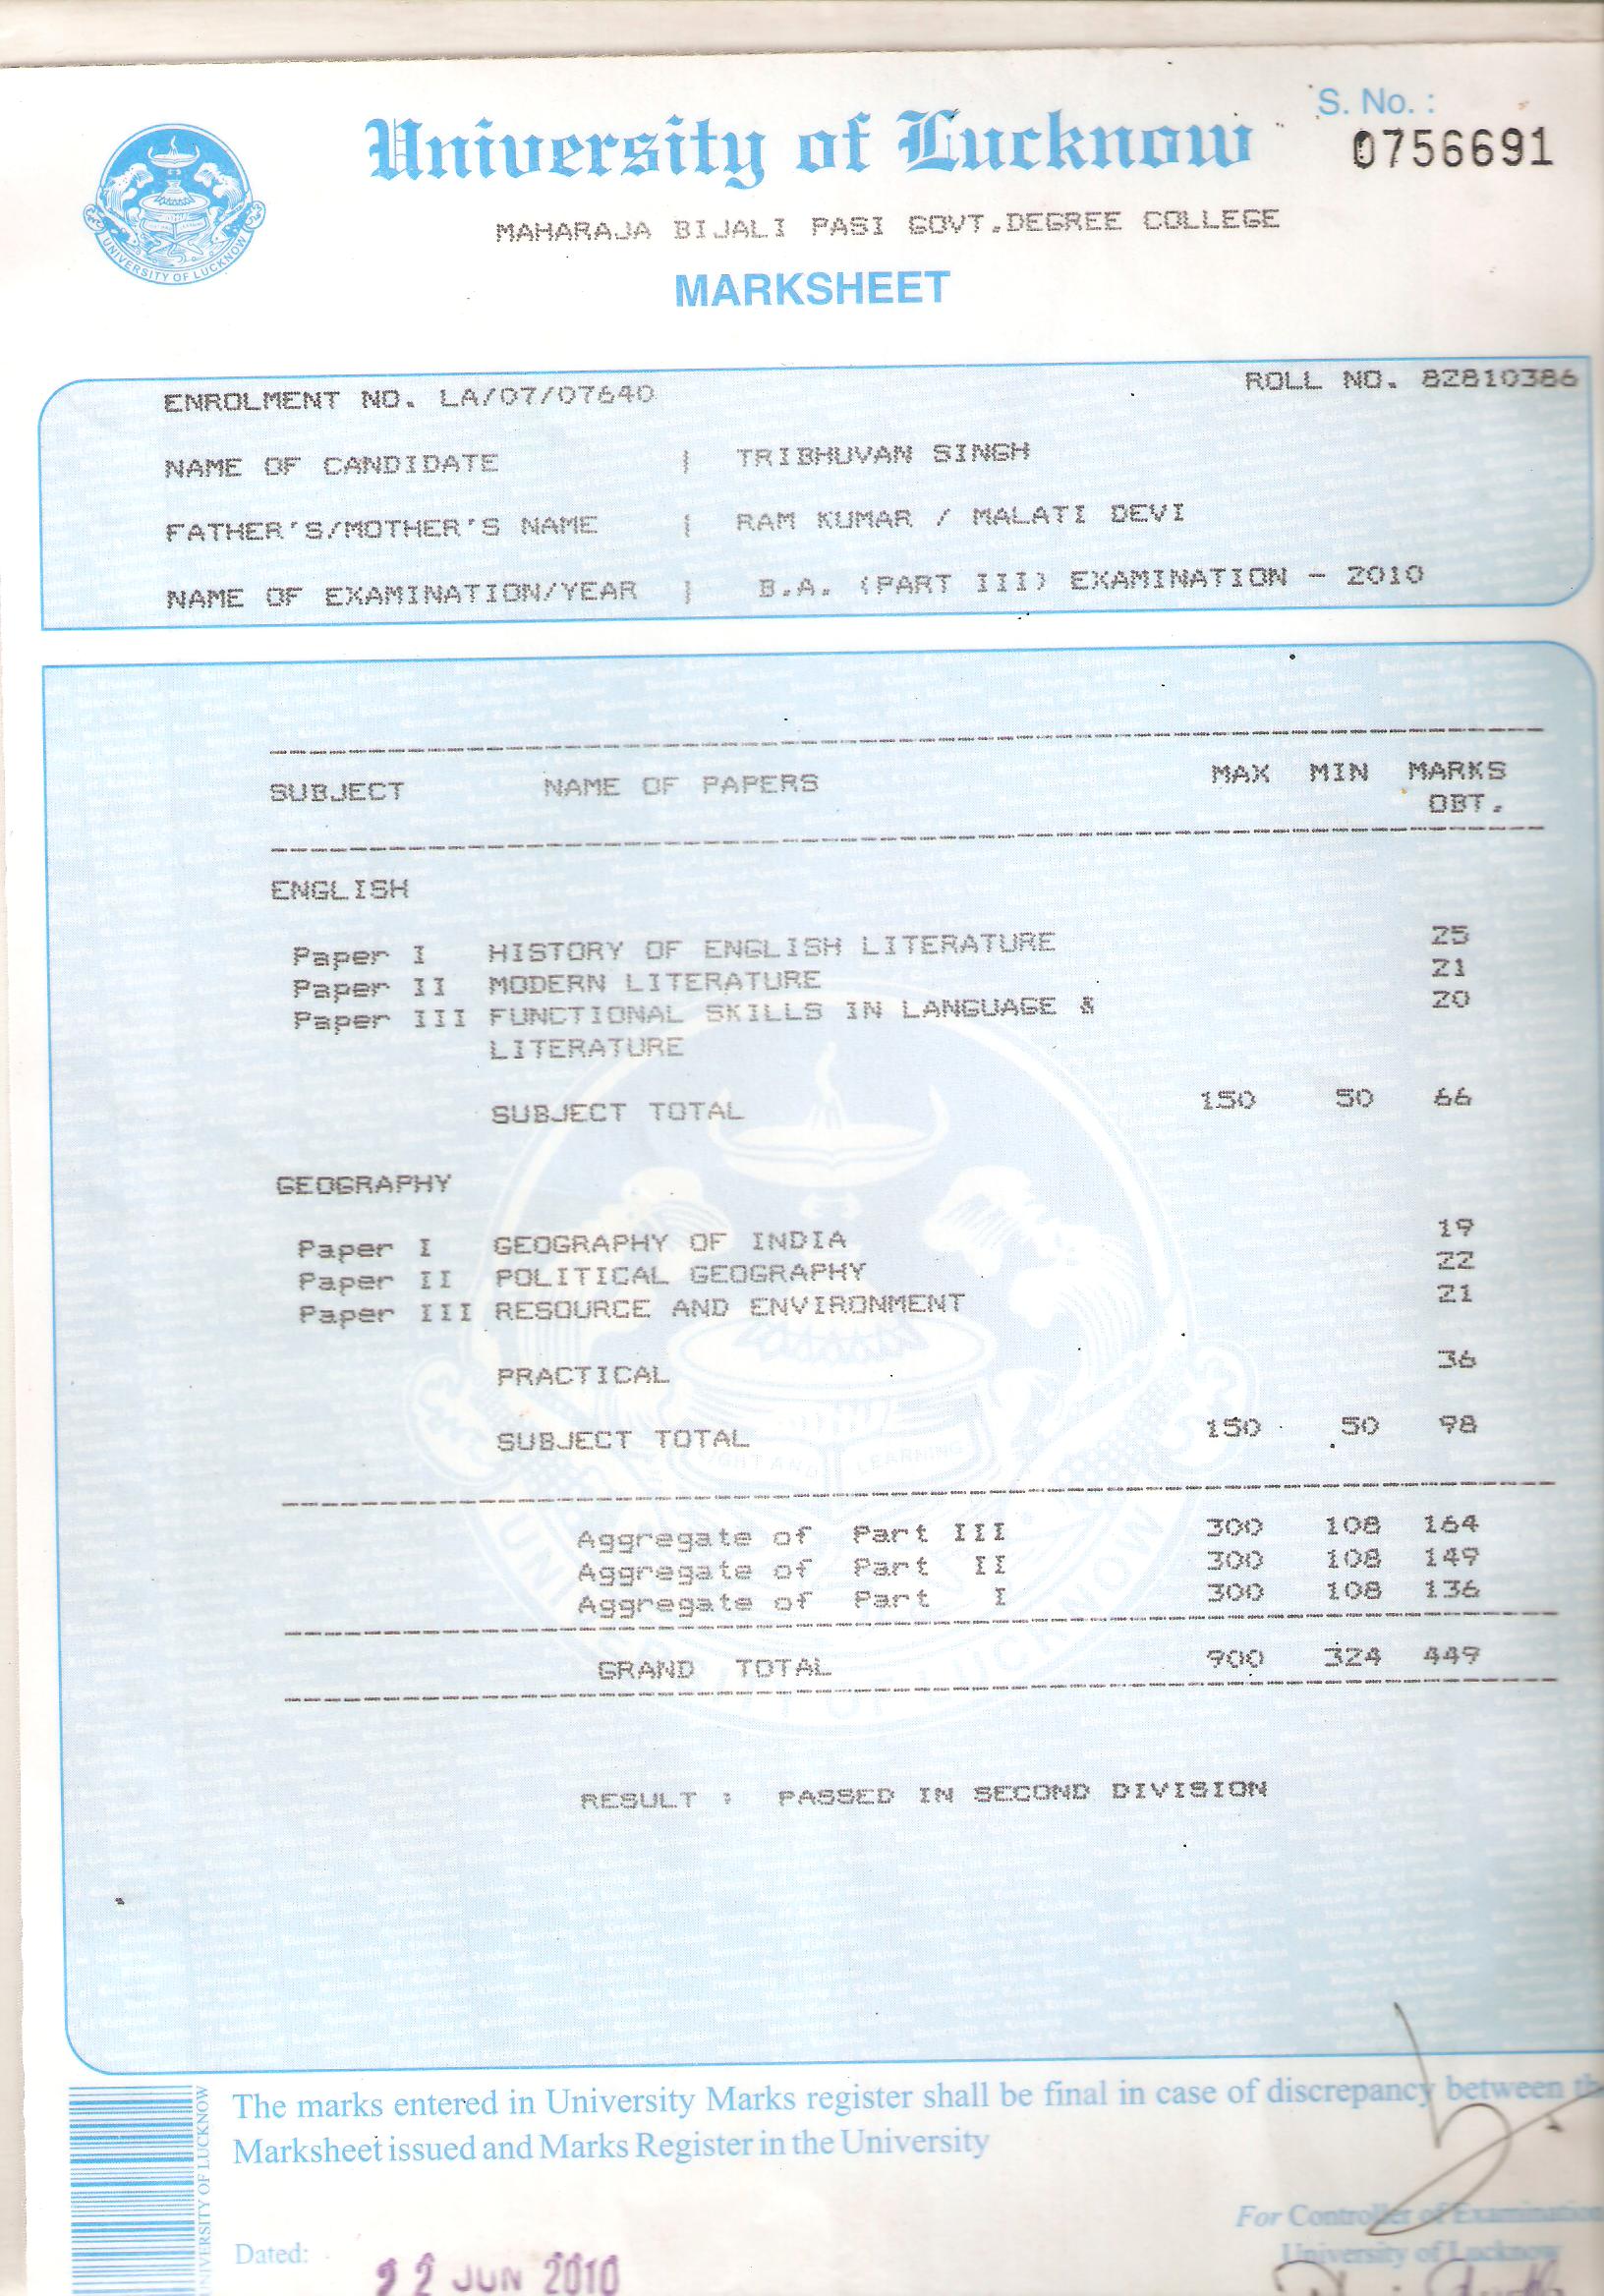 S. No. :
University of Lucknow
0756691
MAHARAJA BIJALI PASI GOVT.DEGREE COLLEGE
MARKSHEET
UNIVERSITY OF LUCKNOW
ENROLMENT NO. LA/07/07640 ROLL NO. 82810386
NAME OF CANDIDATE | TRIBHUVAN SINGH
FATHER'S/MOTHER'S NAME | RAM KUMAR / MALATI DEVI
NAME OF EXAMINATION/YEAR | B.A. (PART III) EXAMINATION - 2010
SUBJECT NAME OF PAPERS MAX MIN MARKS
OBT.
ENGLISH
Paper I HISTORY OF ENGLISH LITERATURE 25
Paper II MODERN LITERATURE 21
Paper III FUNCTIONAL SKILLS IN LANGUAGE & 20
LITERATURE
SUBJECT TOTAL 150 50 66
GEOGRAPHY
Paper I GEOGRAPHY OF INDIA 19
Paper II POLITICAL GEOGRAPHY 22
Paper III RESOURCE AND ENVIRONMENT 21
PRACTICAL 36
SUBJECT TOTAL 150 50 98
LIGHT AND LEARNING
Aggregate of Part III 300 108 164
Aggregate of Part II 300 108 149
Aggregate of Part I 300 108 136
GRAND TOTAL 900 324 449
RESULT : PASSED IN SECOND DIVISION
The marks entered in University Marks register shall be final in case of discrepancy between
Marksheet issued and Marks Register in the University
UNIVERSITY OF LUCKNOW
For Controller of Examination
University of Lucknow
Dated: 22 JUN 2010